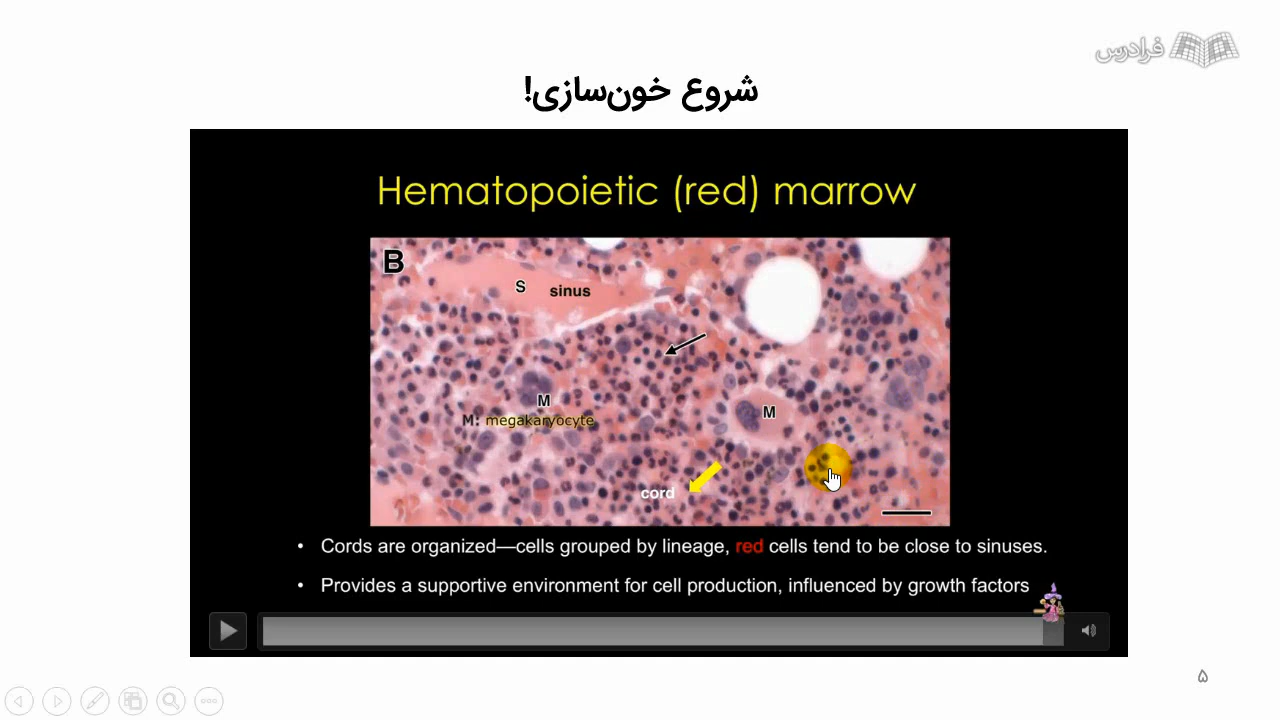 فرادرس
شروع خون‌سازی!
Hematopoietic (red) marrow
B
S sinus
M
M
M: megakaryocyte
cord
• Cords are organized—cells grouped by lineage, red cells tend to be close to sinuses.
• Provides a supportive environment for cell production, influenced by growth factors
۵